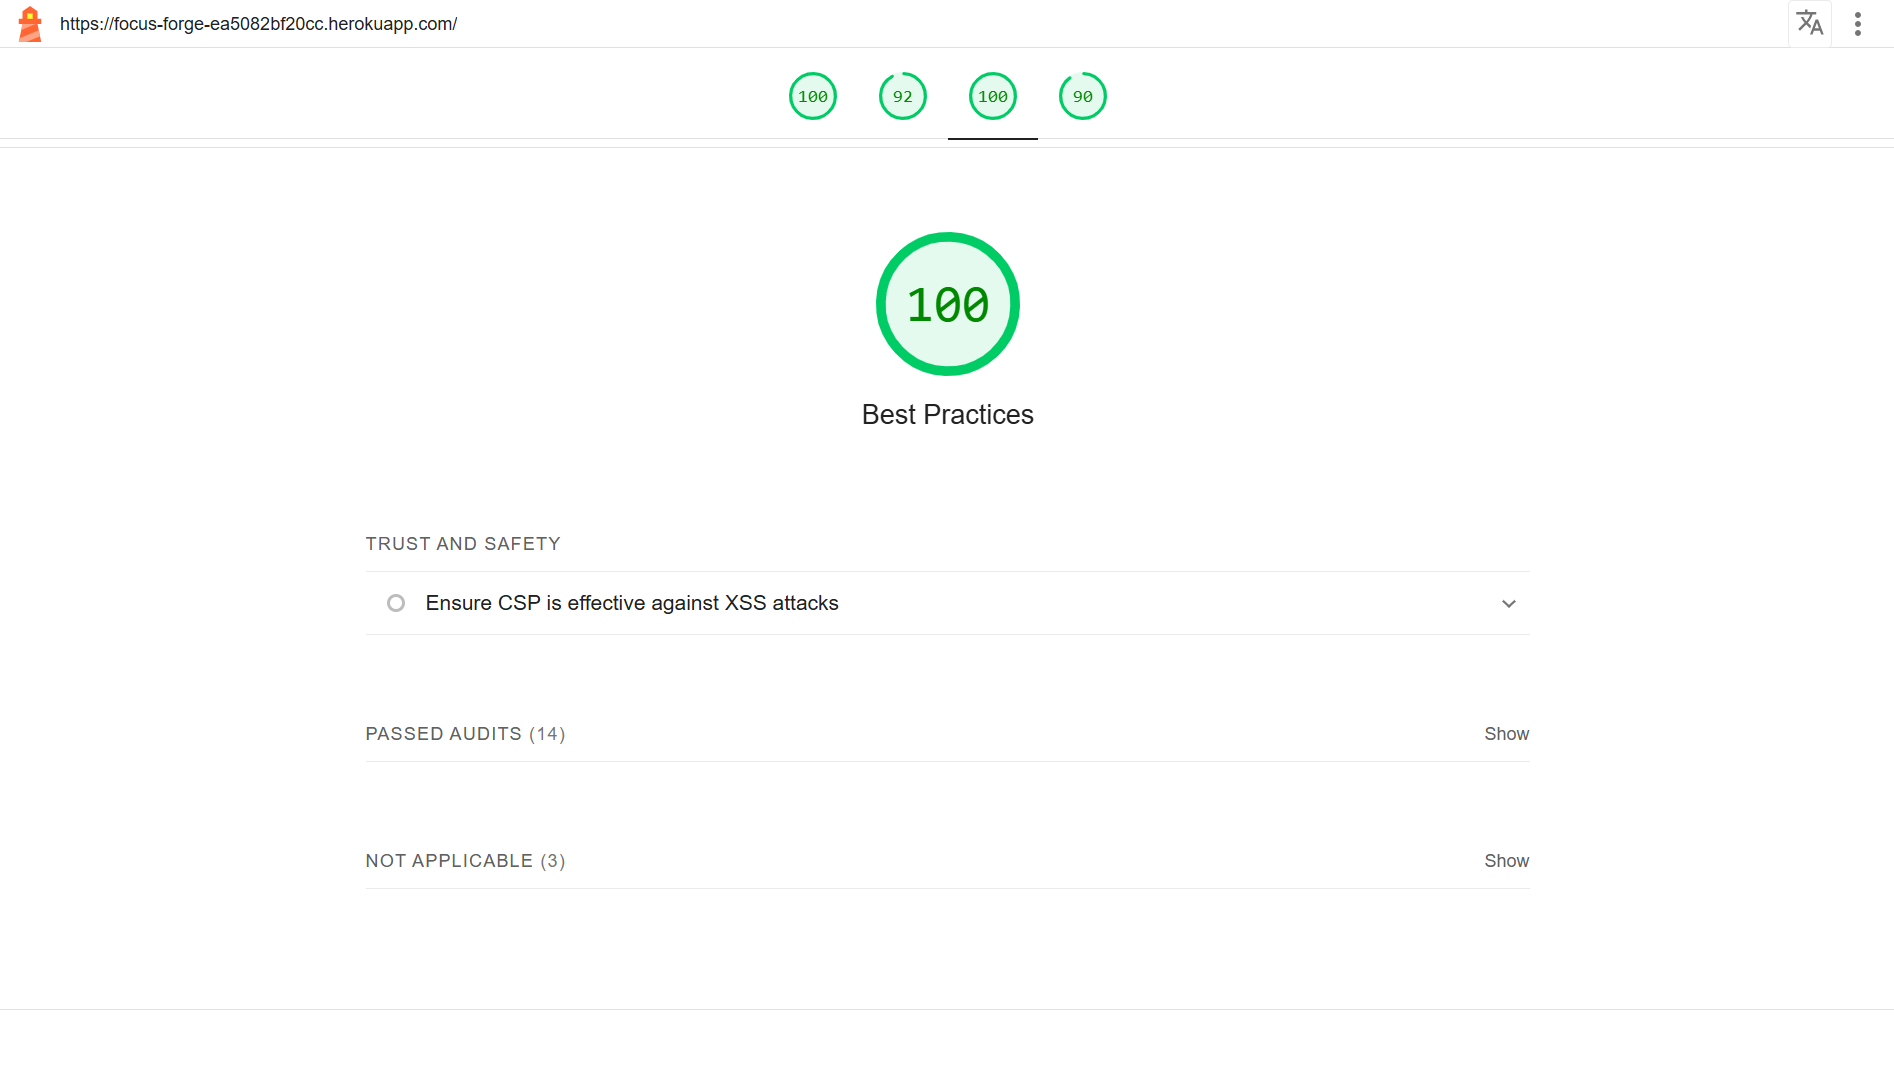 https://focus-forge-ea5082bf20cc.herokuapp.com/
100 92 100 90
100
Best Practices
TRUST AND SAFETY
Ensure CSP is effective against XSS attacks
PASSED AUDITS (14) Show
NOT APPLICABLE (3) Show